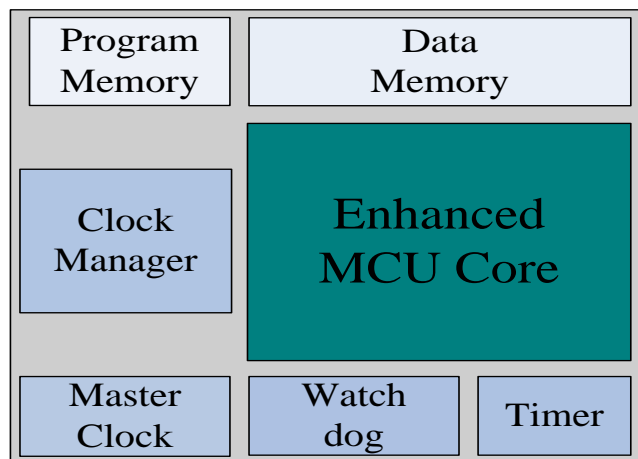 Program
Memory
Data
Memory
Clock
Manager
Enhanced
MCU Core
Master
Clock
Watch
dog
Timer